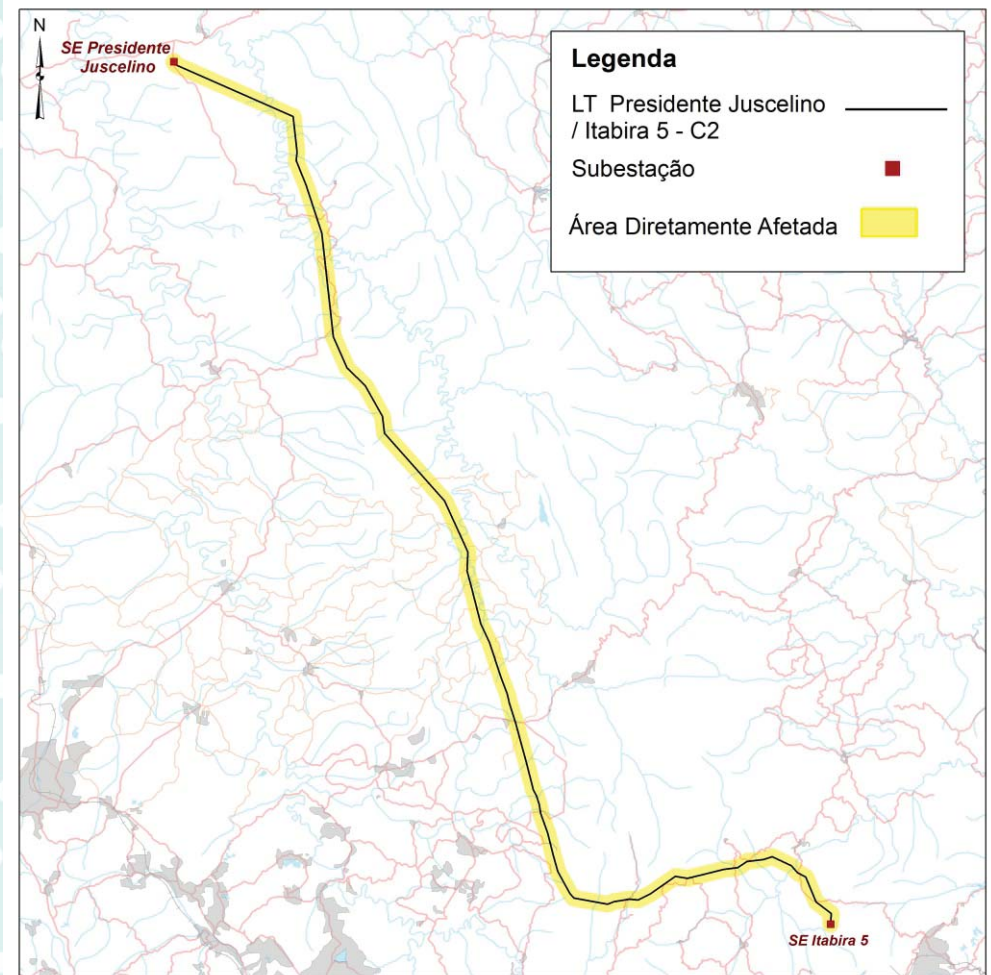 N
SE Presidente
Juscelino
Legenda
LT Presidente Juscelino
/ Itabira 5 - C2
Subestação
Área Diretamente Afetada
SE Itabira 5